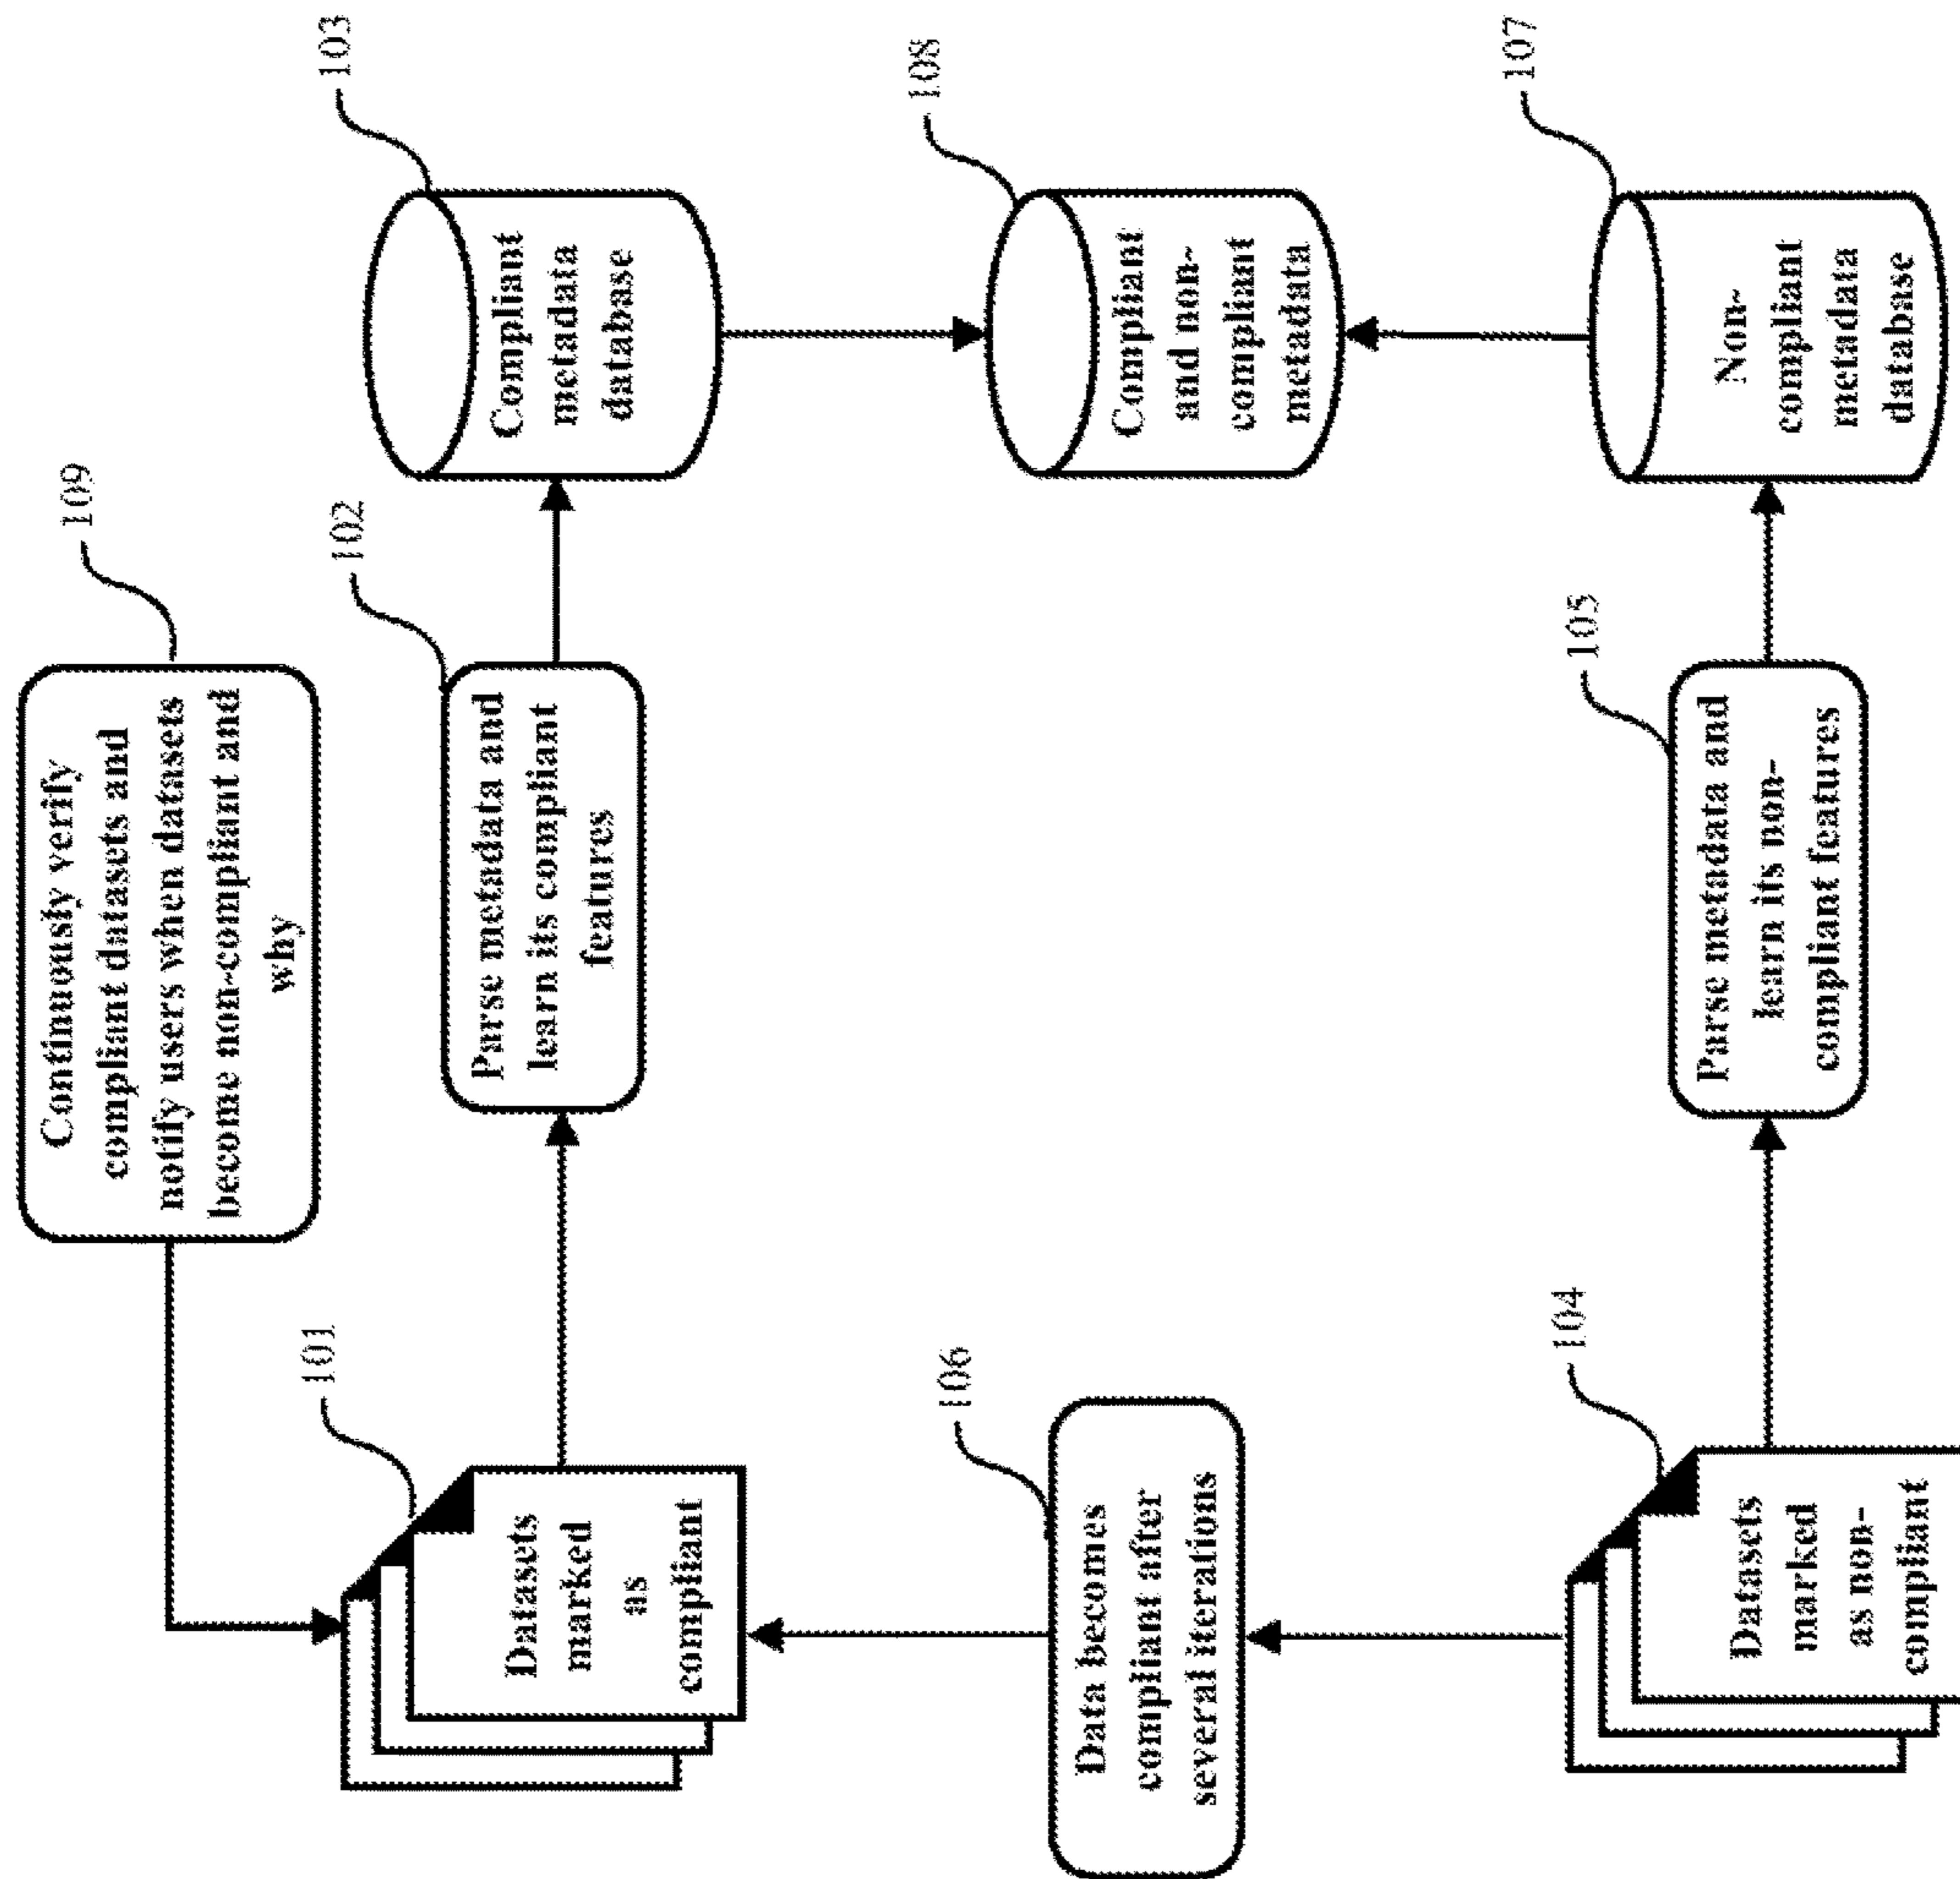 109
Continuously verify
compliant datasets and
notify users when datasets
become non-compliant and
why
101
Datasets
marked
as
compliant
102
Parse metadata and
learn its compliant
features
103
Compliant
metadata
database
106
Data becomes
compliant after
several iterations
108
Compliant
and non-
compliant
metadata
104
Datasets
marked
as non-
compliant
105
Parse metadata and
learn its non-
compliant features
107
Non-
compliant
metadata
database